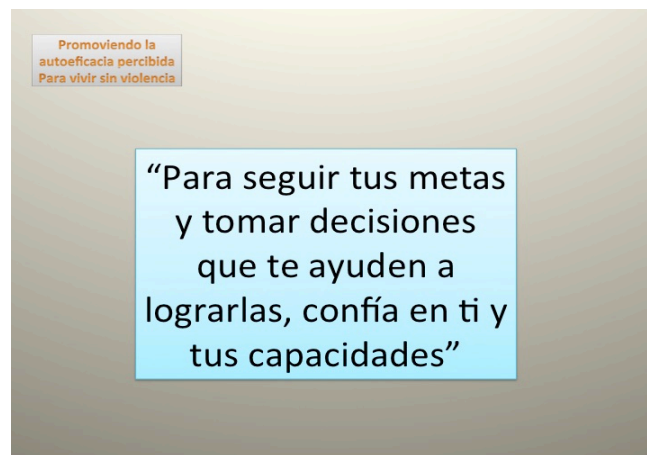 Promoviendo la
autoeficacia percibida
Para vivir sin violencia
“Para seguir tus metas
y tomar decisiones
que te ayuden a
lograrlas, confía en ti y
tus capacidades”